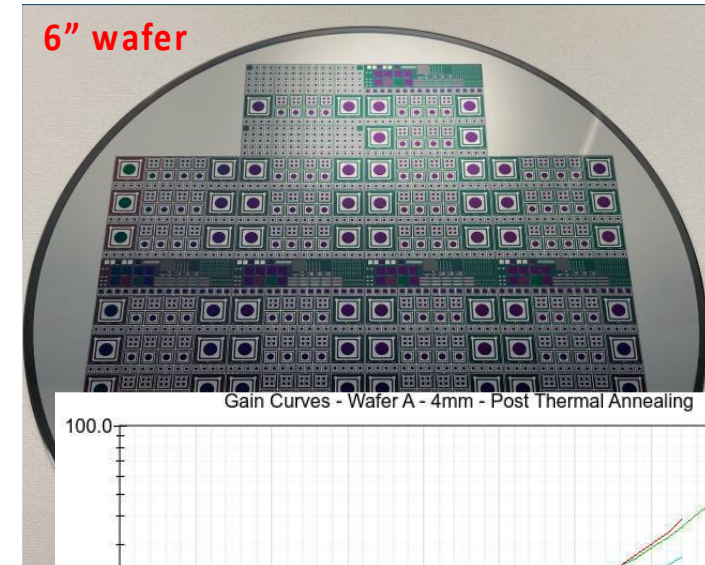 6” wafer
Gain Curves - Wafer A - 4mm - Post Thermal Annealing
100.0